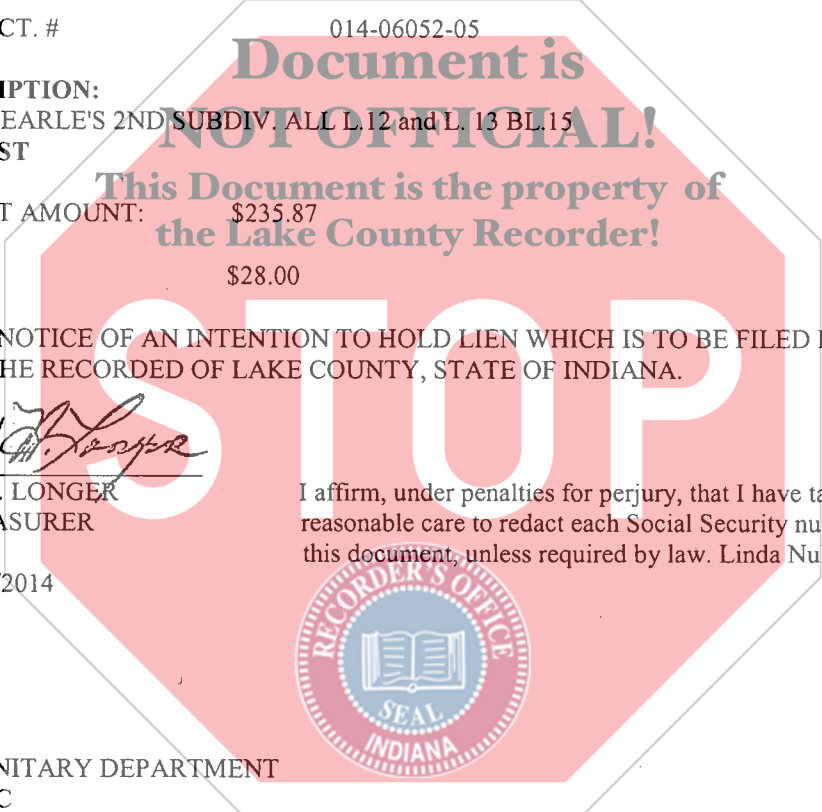 CT. # 014-06052-05
Document is
IPTION:
EARLE'S 2ND SUBDIV. ALL L.12 and L. 13 BL.15
NOT OFFICIAL!
ST
This Document is the property of
T AMOUNT: $235.87
the Lake County Recorder!
$28.00
NOTICE OF AN INTENTION TO HOLD LIEN WHICH IS TO BE FILED
HE RECORDED OF LAKE COUNTY, STATE OF INDIANA.
STOP
. LONGER
ASURER
I affirm, under penalties for perjury, that I have ta
reasonable care to redact each Social Security nu
this document, unless required by law. Linda Nu
2014
RECORDER'S OFFICE
SEAL
INDIANA
NITARY DEPARTMENT
C